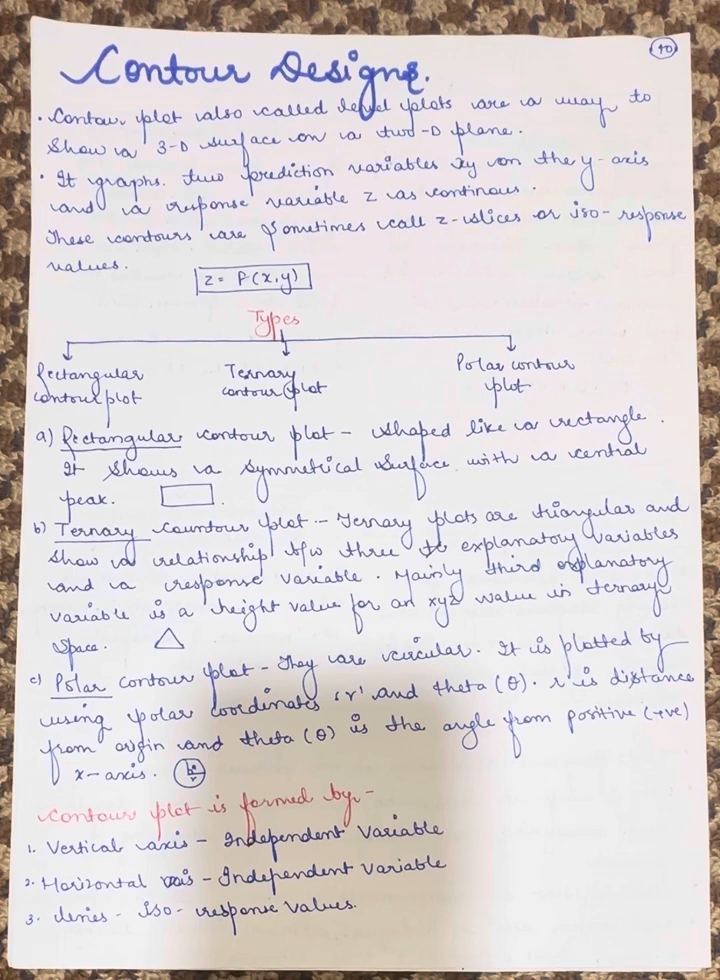 40
Contour Designs.
• Contour plot also called level plots are a way to
show a 3-D surface on a two-D plane.
• It graphs. two prediction variables xy on the y-axis
and a response variable z as continous.
These contours are sometimes call z-slices or iso-response
values.
z = F(x,y)
Types
Rectangular contour plot
Ternary contour plot
Polar contour plot
a) Rectangular contour plot - shaped like a rectangle.
It shows a symmetrical surface with a central
peak.
b) Ternary countour plot - Ternary plots are triangular and
show a relationship b/w three explanatory variables
and a response variable. Mainly third explanatory
variable is a height value for an xyz value in ternary
space.
c) Polar contour plot - They are circular. It is plotted by
using polar coordinates 'r' and theta (θ). r is distance
from origin and theta (θ) is the angle from positive (+ve)
x-axis.
Contour plot is formed by -
1. Vertical axis - Independent Variable
2. Horizontal axis - Independent Variable
3. - iso-response values.